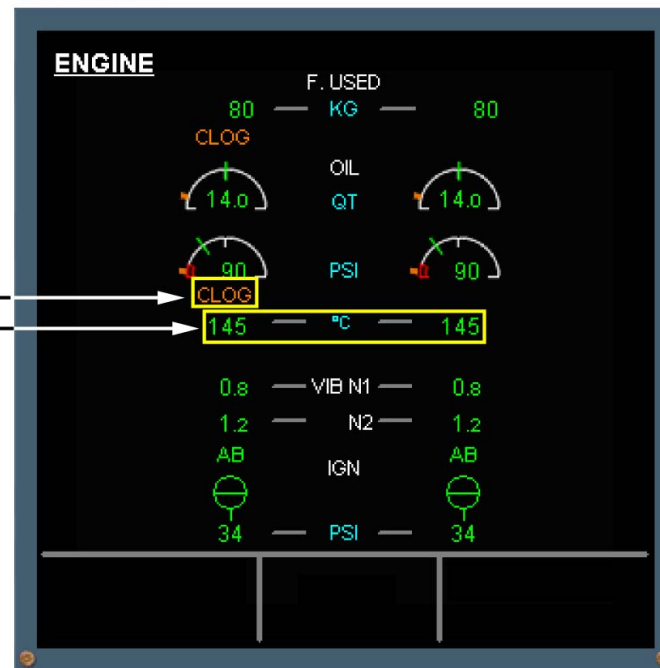 ENGINE
F. USED
80 KG 80
CLOG
OIL
14.0 QT 14.0
90 PSI 90
CLOG
145 °C 145
0.8 VIB N1 0.8
1.2 N2 1.2
AB IGN AB
34 PSI 34